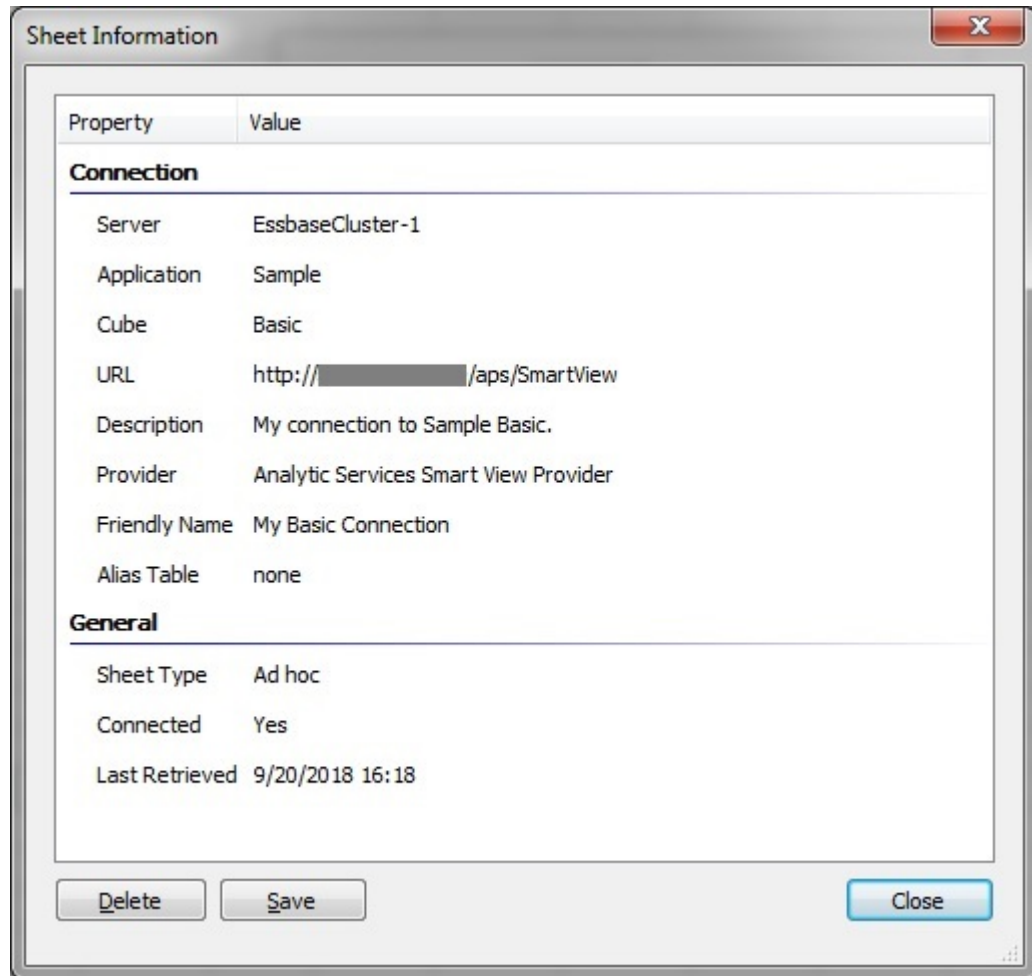 Sheet Information
Property Value
Connection
Server EssbaseCluster-1
Application Sample
Cube Basic
URL http:// /aps/SmartView
Description My connection to Sample Basic.
Provider Analytic Services Smart View Provider
Friendly Name My Basic Connection
Alias Table none
General
Sheet Type Ad hoc
Connected Yes
Last Retrieved 9/20/2018 16:18
Delete Save Close